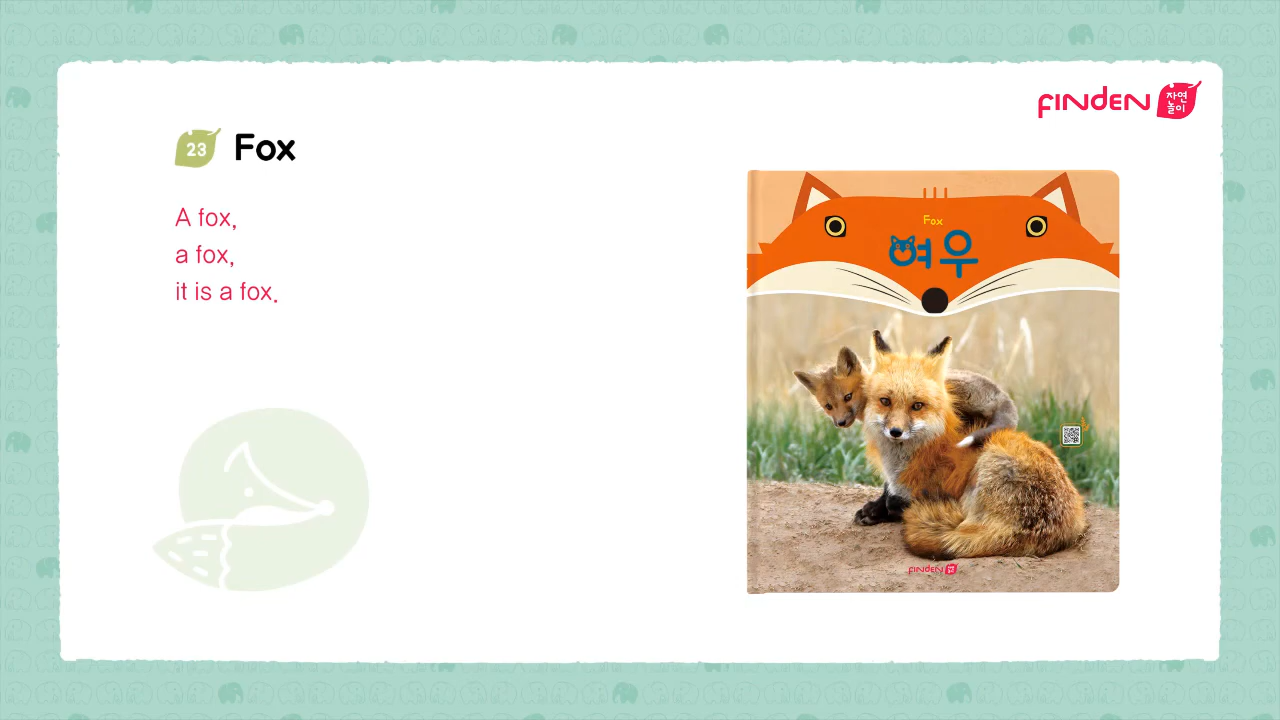 FINdEN 자연
놀이
23 Fox
A fox,
a fox,
it is a fox.
Fox
여우
FINdEN